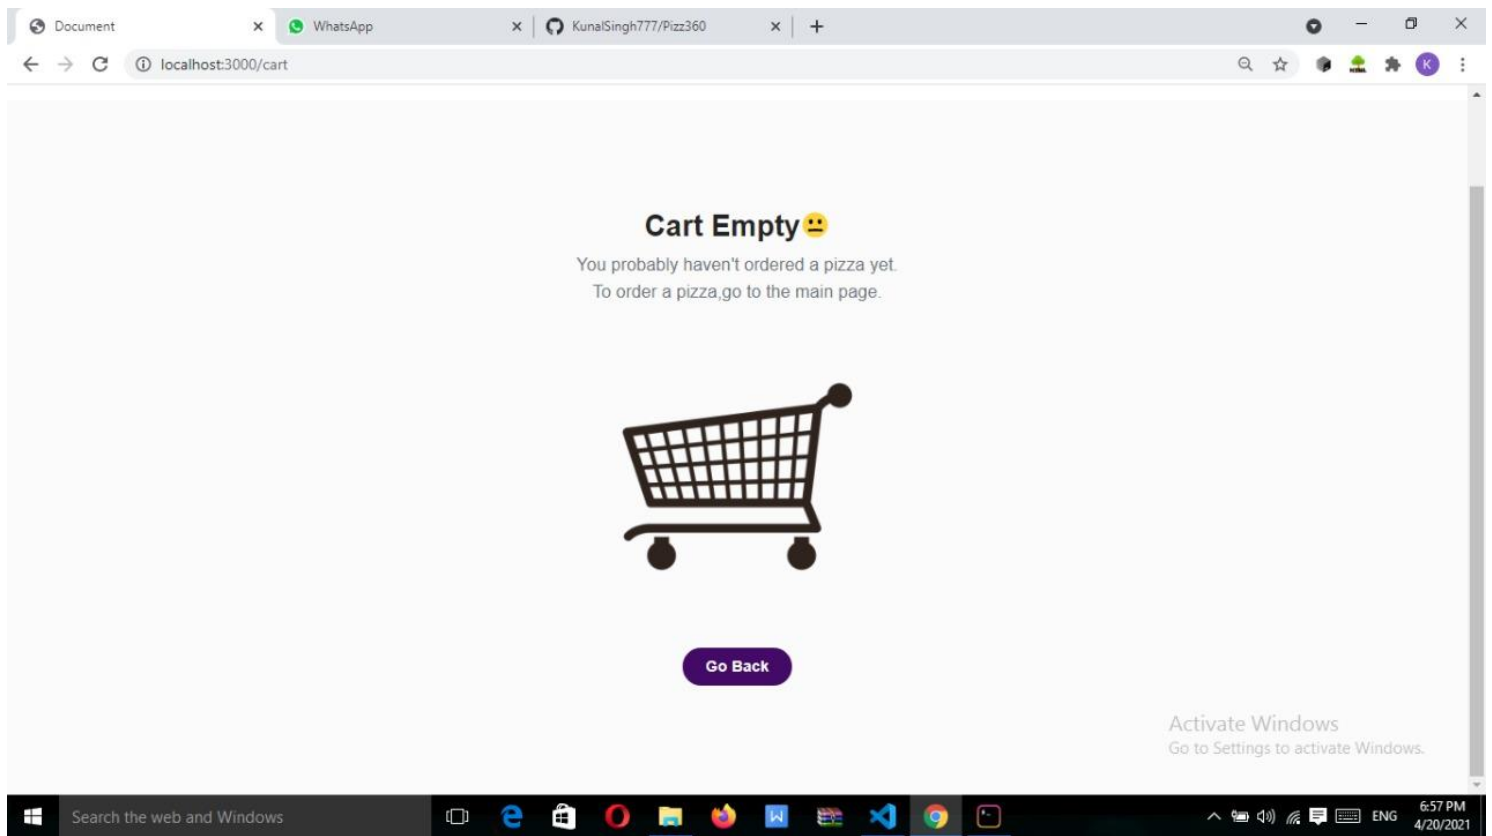 Document
WhatsApp
KunalSingh777/Pizz360
localhost:3000/cart
K
Cart Empty😐
You probably haven't ordered a pizza yet.
To order a pizza,go to the main page.
Go Back
Activate Windows
Go to Settings to activate Windows.
Search the web and Windows
ENG
6:57 PM
4/20/2021